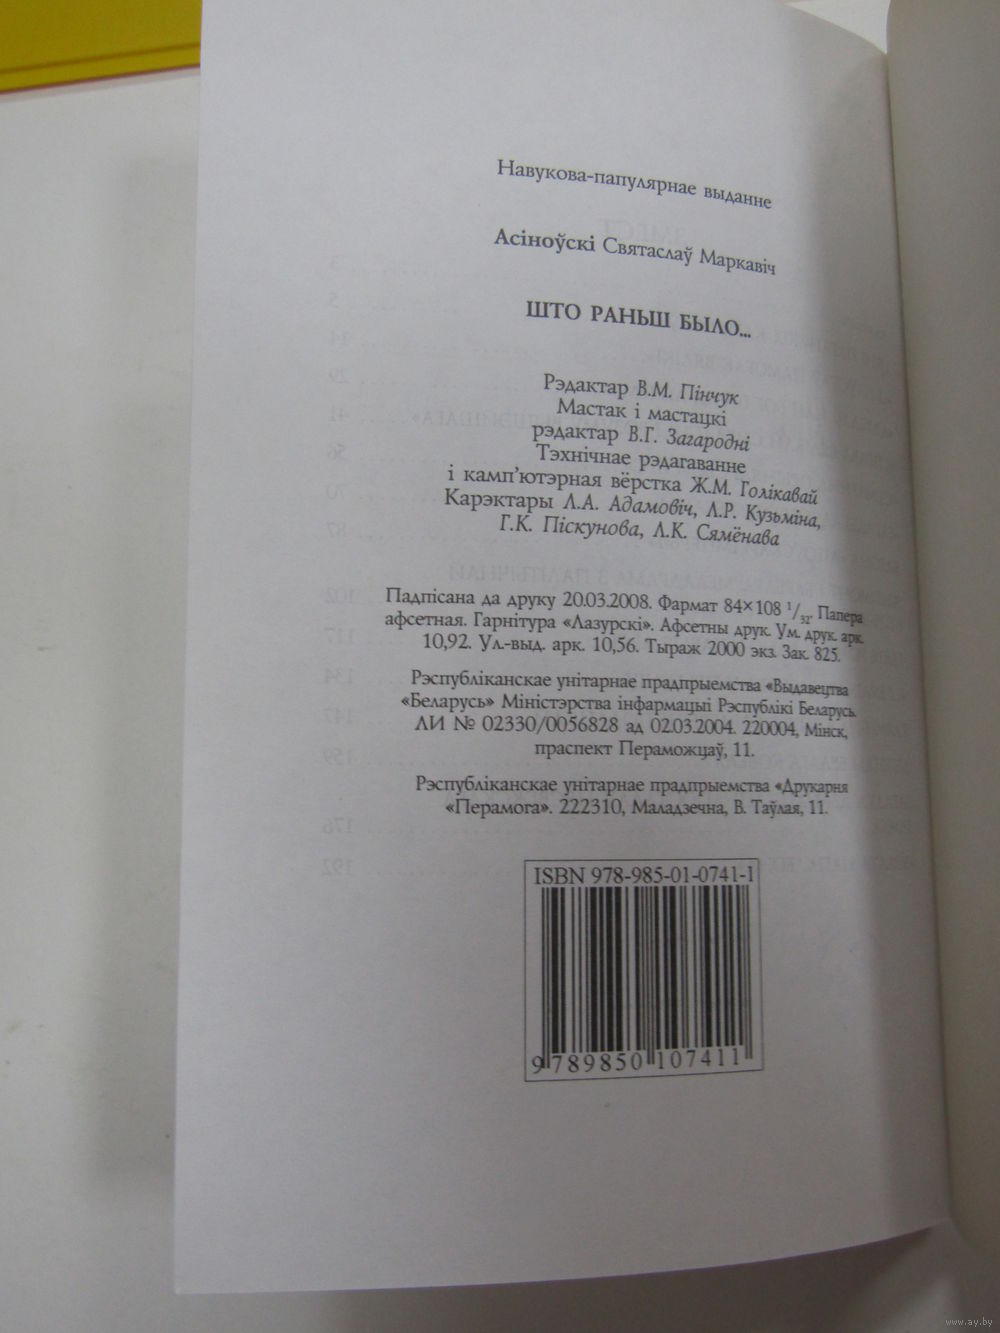 Навукова-папулярнае выданне
Асіноўскі Святаслаў Маркавіч
ШТО РАНЬШ БЫЛО...
Рэдактар В.М. Пінчук
Мастак і мастацкі
рэдактар В.Г. Загародні
Тэхнічнае рэдагаванне
і камп'ютэрная вёрстка Ж.М. Голікавай
Карэктары Л.А. Адамовіч, Л.Р. Кузьміна,
Г.К. Піскунова, Л.К. Сямёнава
Падпісана да друку 20.03.2008. Фармат 84×108 1/32. Папера
афсетная. Гарнітура «Лазурскі». Афсетны друк. Ум. друк. арк.
10,92. Ул.-выд. арк. 10,56. Тыраж 2000 экз. Зак. 825.
Рэспубліканскае унітарнае прадпрыемства «Выдавецтва
«Беларусь» Міністэрства інфармацыі Рэспублікі Беларусь.
ЛИ № 02330/0056828 ад 02.03.2004. 220004, Мінск,
праспект Пераможцаў, 11.
Рэспубліканскае унітарнае прадпрыемства «Друкарня
«Перамога». 222310, Маладзечна, В. Таўлая, 11.
ISBN 978-985-01-0741-1
9 789850 107411
www.ay.by